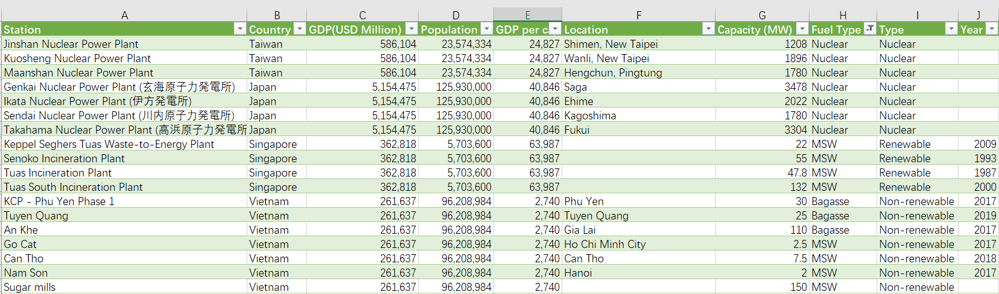 A B C D E F G H I J
Station Country GDP(USD Million) Population GDP per ca Location Capacity (MW) Fuel Type Type Year
Jinshan Nuclear Power Plant Taiwan 586,104 23,574,334 24,827 Shimen, New Taipei 1208 Nuclear Nuclear
Kuosheng Nuclear Power Plant Taiwan 586,104 23,574,334 24,827 Wanli, New Taipei 1896 Nuclear Nuclear
Maanshan Nuclear Power Plant Taiwan 586,104 23,574,334 24,827 Hengchun, Pingtung 1780 Nuclear Nuclear
Genkai Nuclear Power Plant (玄海原子力発電所) Japan 5,154,475 125,930,000 40,846 Saga 3478 Nuclear Nuclear
Ikata Nuclear Power Plant (伊方発電所) Japan 5,154,475 125,930,000 40,846 Ehime 2022 Nuclear Nuclear
Sendai Nuclear Power Plant (川内原子力発電所) Japan 5,154,475 125,930,000 40,846 Kagoshima 1780 Nuclear Nuclear
Takahama Nuclear Power Plant (高浜原子力発電所 Japan 5,154,475 125,930,000 40,846 Fukui 3304 Nuclear Nuclear
Keppel Seghers Tuas Waste-to-Energy Plant Singapore 362,818 5,703,600 63,987 22 MSW Renewable 2009
Senoko Incineration Plant Singapore 362,818 5,703,600 63,987 55 MSW Renewable 1993
Tuas Incineration Plant Singapore 362,818 5,703,600 63,987 47.8 MSW Renewable 1987
Tuas South Incineration Plant Singapore 362,818 5,703,600 63,987 132 MSW Renewable 2000
KCP - Phu Yen Phase 1 Vietnam 261,637 96,208,984 2,740 Phu Yen 30 Bagasse Non-renewable 2017
Tuyen Quang Vietnam 261,637 96,208,984 2,740 Tuyen Quang 25 Bagasse Non-renewable 2019
An Khe Vietnam 261,637 96,208,984 2,740 Gia Lai 110 Bagasse Non-renewable 2017
Go Cat Vietnam 261,637 96,208,984 2,740 Ho Chi Minh City 2.5 MSW Non-renewable 2017
Can Tho Vietnam 261,637 96,208,984 2,740 Can Tho 7.5 MSW Non-renewable 2018
Nam Son Vietnam 261,637 96,208,984 2,740 Hanoi 2 MSW Non-renewable 2017
Sugar mills Vietnam 261,637 96,208,984 2,740 150 MSW Non-renewable